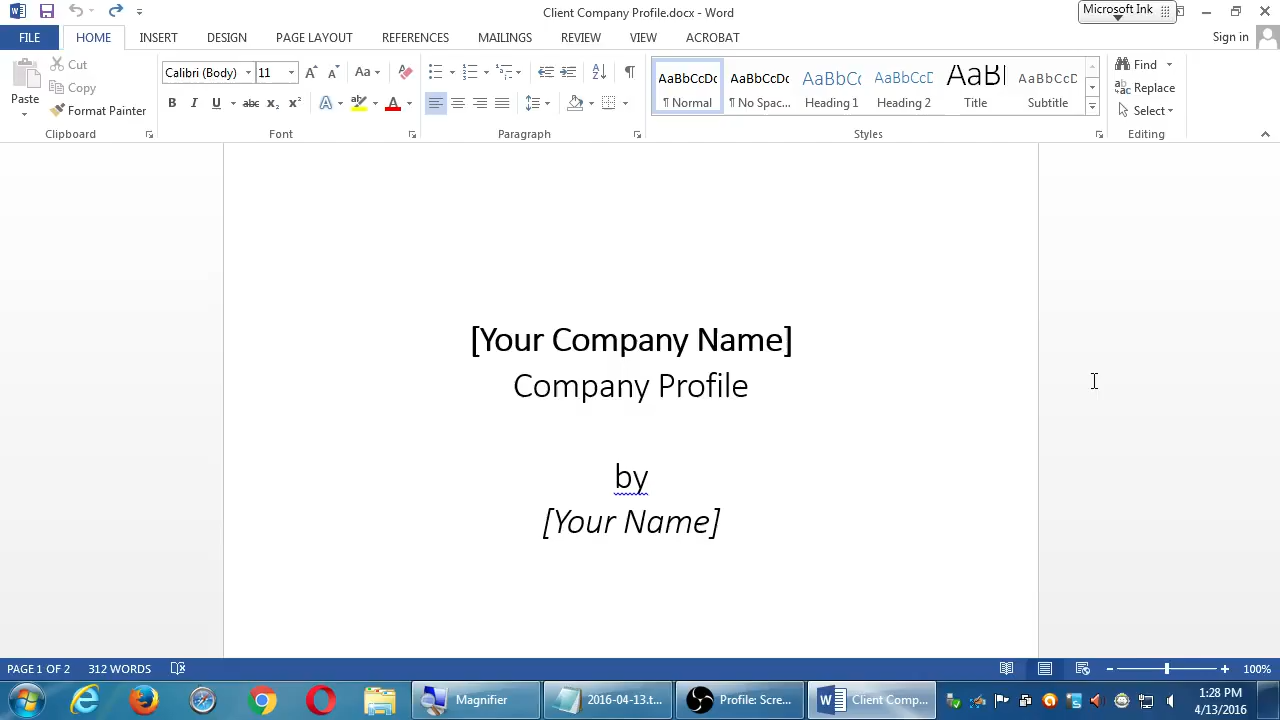 Client Company Profile.docx - Word
Microsoft Ink
FILE HOME INSERT DESIGN PAGE LAYOUT REFERENCES MAILINGS REVIEW VIEW ACROBAT Sign in
Paste
Cut
Copy
Format Painter
Clipboard
Calibri (Body) 11
Font
Paragraph
AaBbCcDc ¶ Normal
AaBbCcDc ¶ No Spac...
AaBbCc Heading 1
AaBbCcD Heading 2
AaB Title
AaBbCcD Subtitle
Styles
Find
Replace
Select
Editing
[Your Company Name]
Company Profile
by
[Your Name]
PAGE 1 OF 2 312 WORDS 100%
Magnifier
2016-04-13.t...
Profile: Scre...
Client Comp...
1:28 PM
4/13/2016